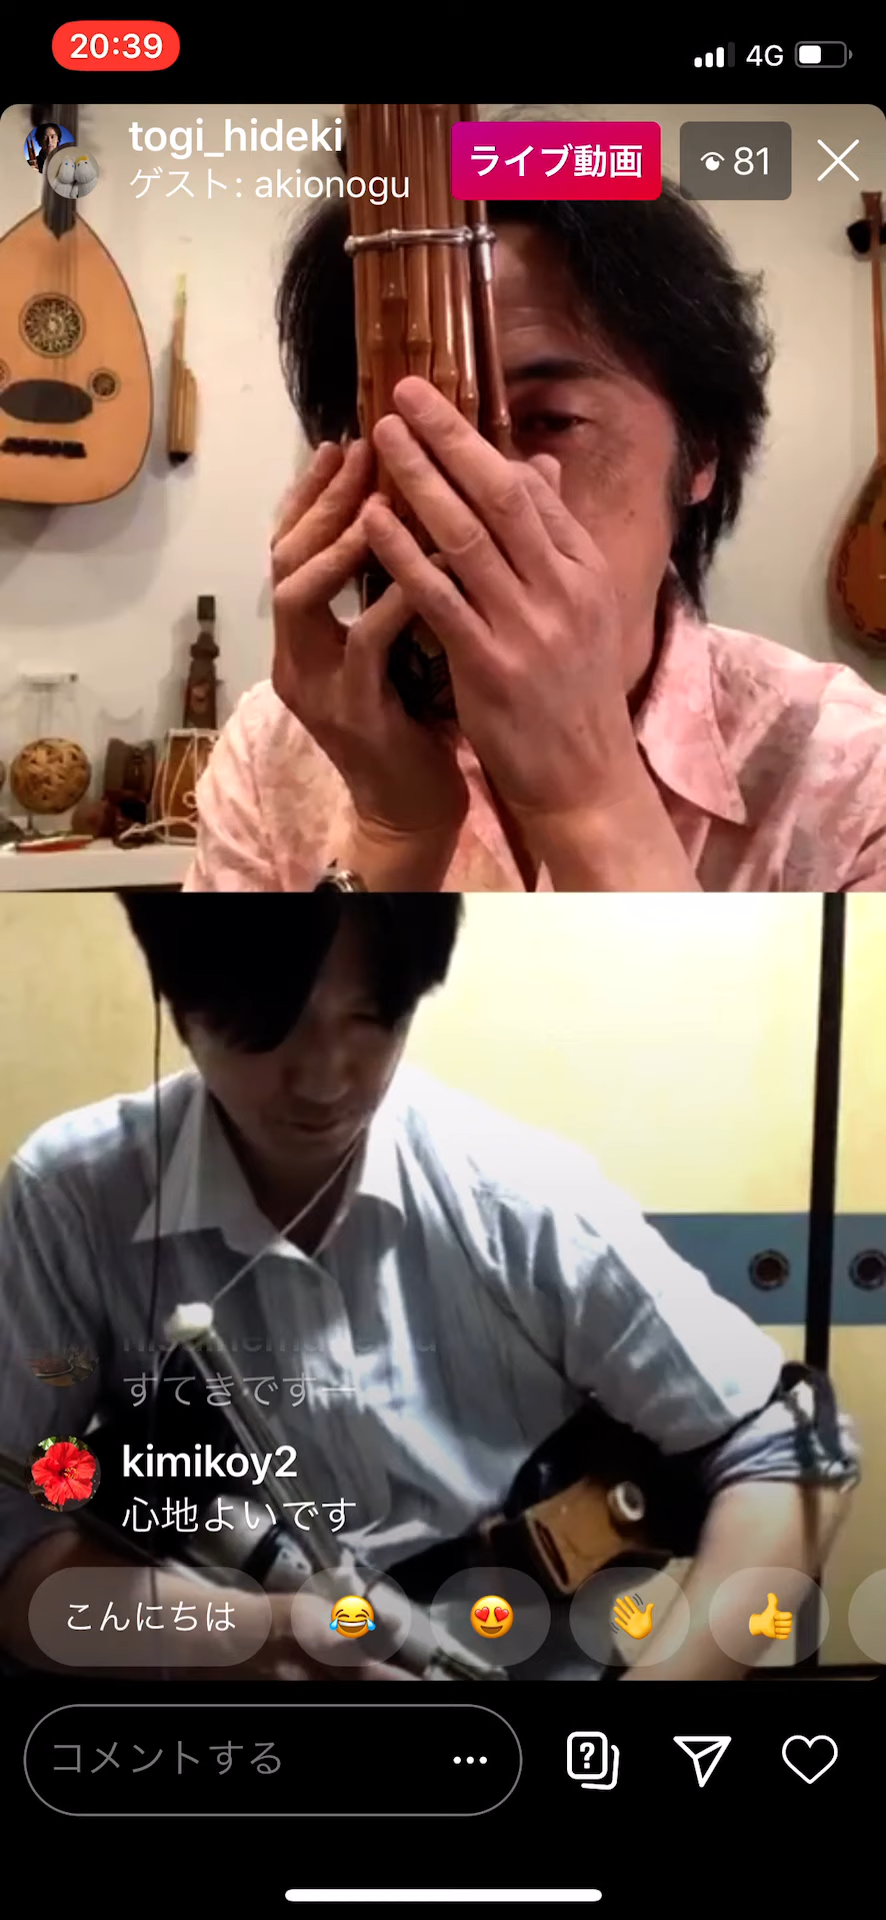 20:39
4G
togi_hideki
ゲスト: akionogu
ライブ動画
81
すてきですー
kimikoy2
心地よいです
こんにちは
コメントする